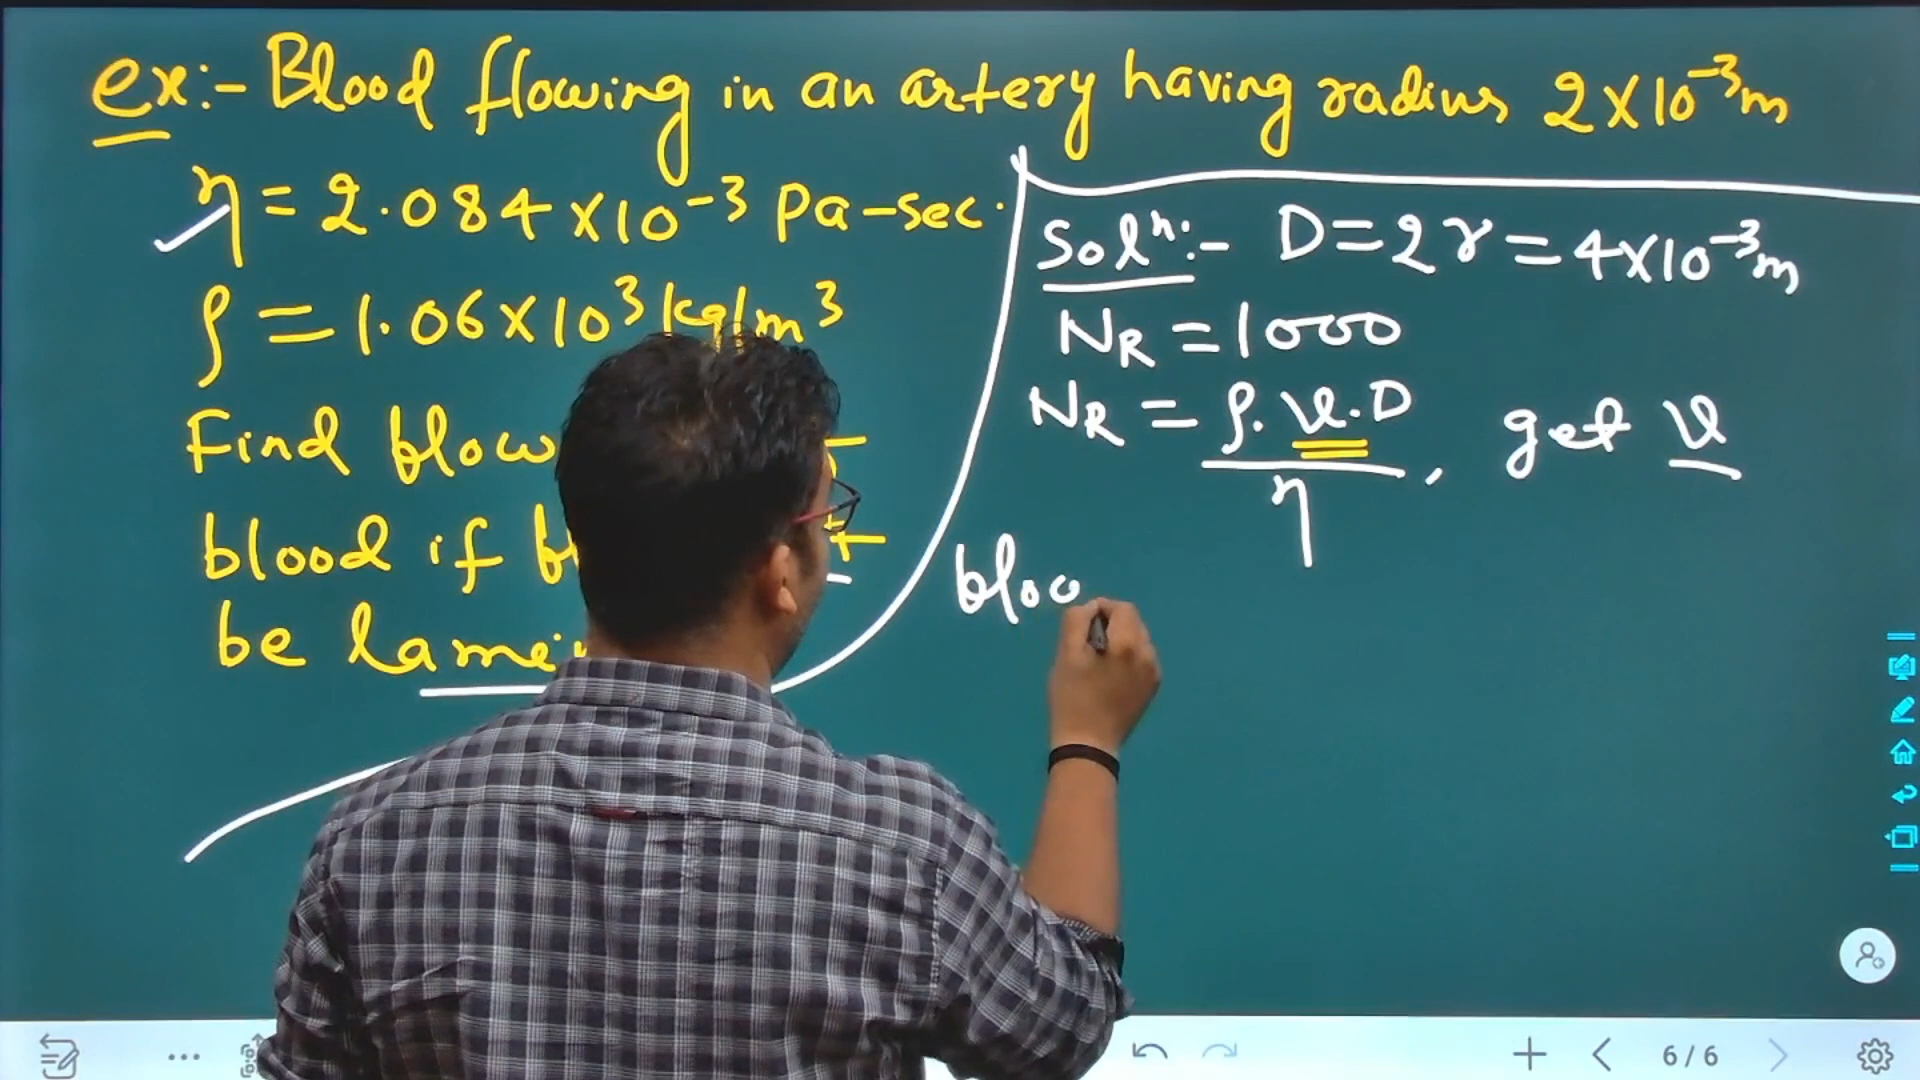 ex:- Blood flowing in an artery having radius 2×10⁻³m
η = 2.084×10⁻³ Pa-sec.
ρ = 1.06×10³ kg/m³
Find blow
blood if
be
Solⁿ:- D=2r = 4×10⁻³m
N_R = 1000
N_R = ρ.v.D / η , get v
bloo
6/6